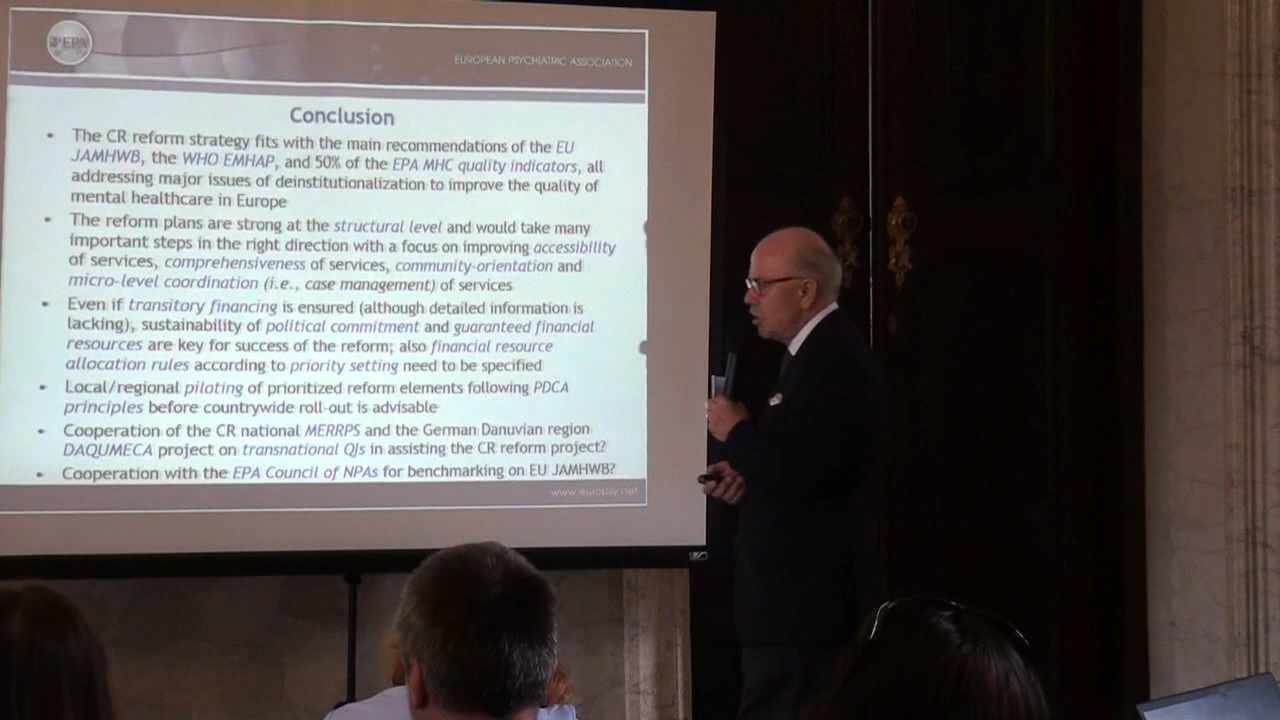 EPA
EUROPEAN PSYCHIATRIC ASSOCIATION
Conclusion
• The CR reform strategy fits with the main recommendations of the EU
JAMHWB, the WHO EMHAP, and 50% of the EPA MHC quality indicators, all
addressing major issues of deinstitutionalization to improve the quality of
mental healthcare in Europe
• The reform plans are strong at the structural level and would take many
important steps in the right direction with a focus on improving accessibility
of services, comprehensiveness of services, community-orientation and
micro-level coordination (i.e., case management) of services
• Even if transitory financing is ensured (although detailed information is
lacking), sustainability of political commitment and guaranteed financial
resources are key for success of the reform; also financial resource
allocation rules according to priority setting need to be specified
• Local/regional piloting of prioritized reform elements following PDCA
principles before countrywide roll-out is advisable
• Cooperation of the CR national MERRPS and the German Danuvian region
DAQUMECA project on transnational QIs in assisting the CR reform project?
• Cooperation with the EPA Council of NPAs for benchmarking on EU JAMHWB?
www.europsy.net